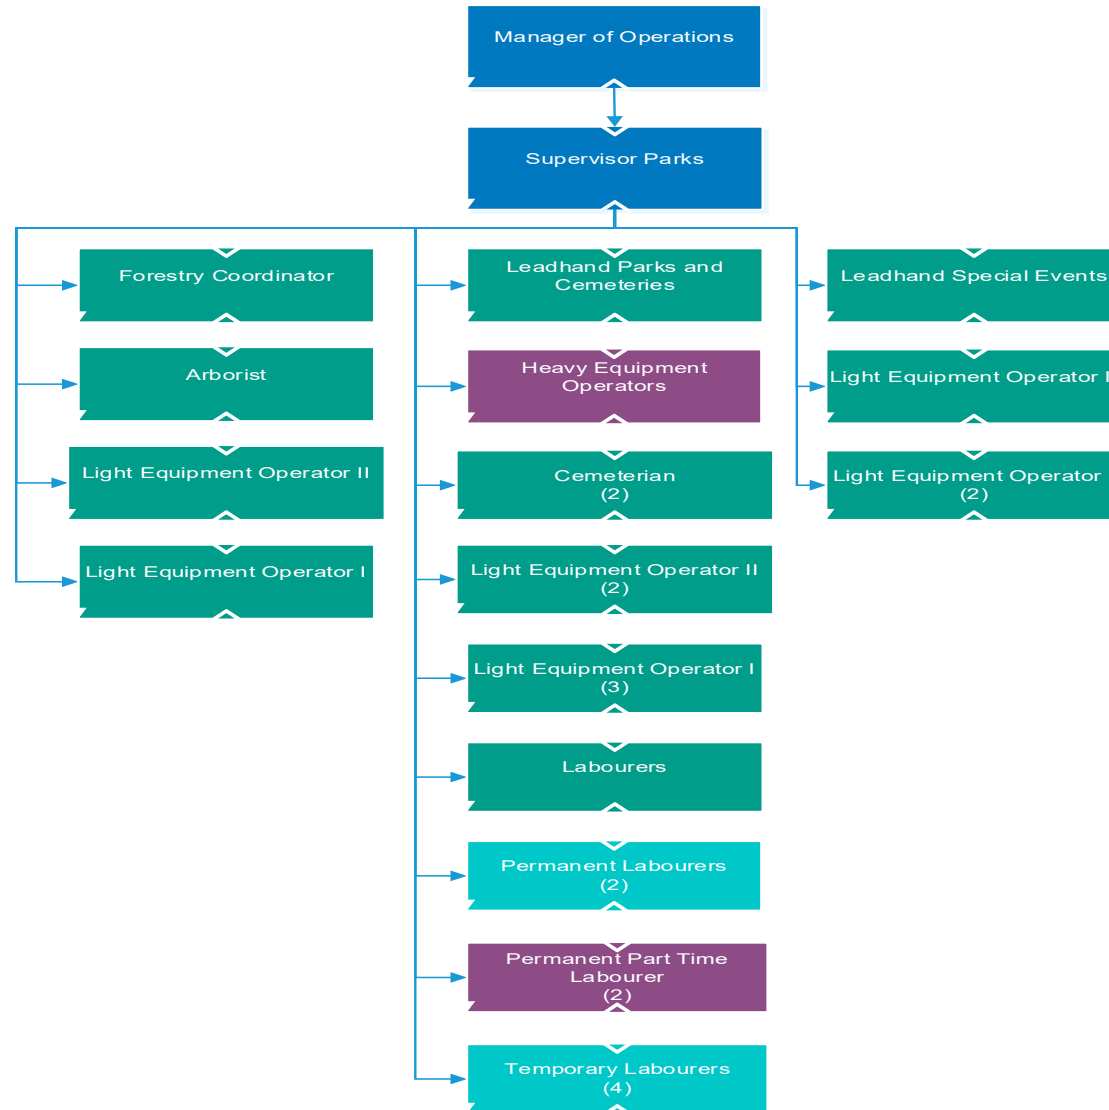 Manager of Operations
Supervisor Parks
Forestry Coordinator
Arborist
Light Equipment Operator II
Light Equipment Operator I
Leadhand Parks and
Cemeteries
Heavy Equipment
Operators
Cemeterian
(2)
Light Equipment Operator II
(2)
Light Equipment Operator I
(3)
Labourers
Permanent Labourers
(2)
Permanent Part Time
Labourer
(2)
Temporary Labourers
(4)
Leadhand Special Events
Light Equipment Operator
Light Equipment Operator
(2)